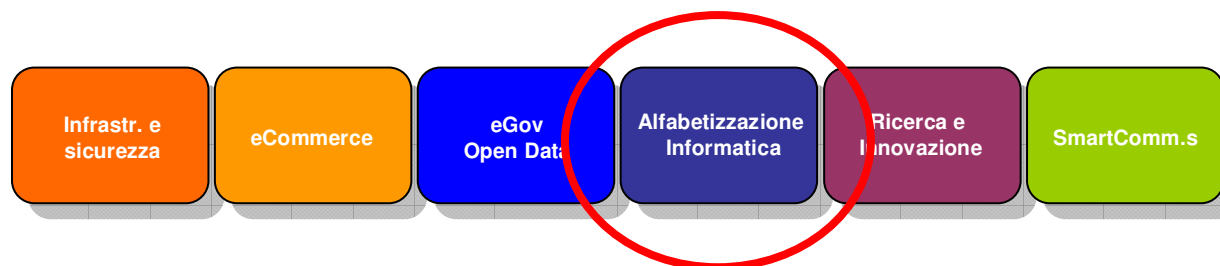 Infrastr. e
sicurezza
eCommerce
eGov
Open Data
Alfabetizzazione
Informatica
Ricerca e
Innovazione
SmartComm.s